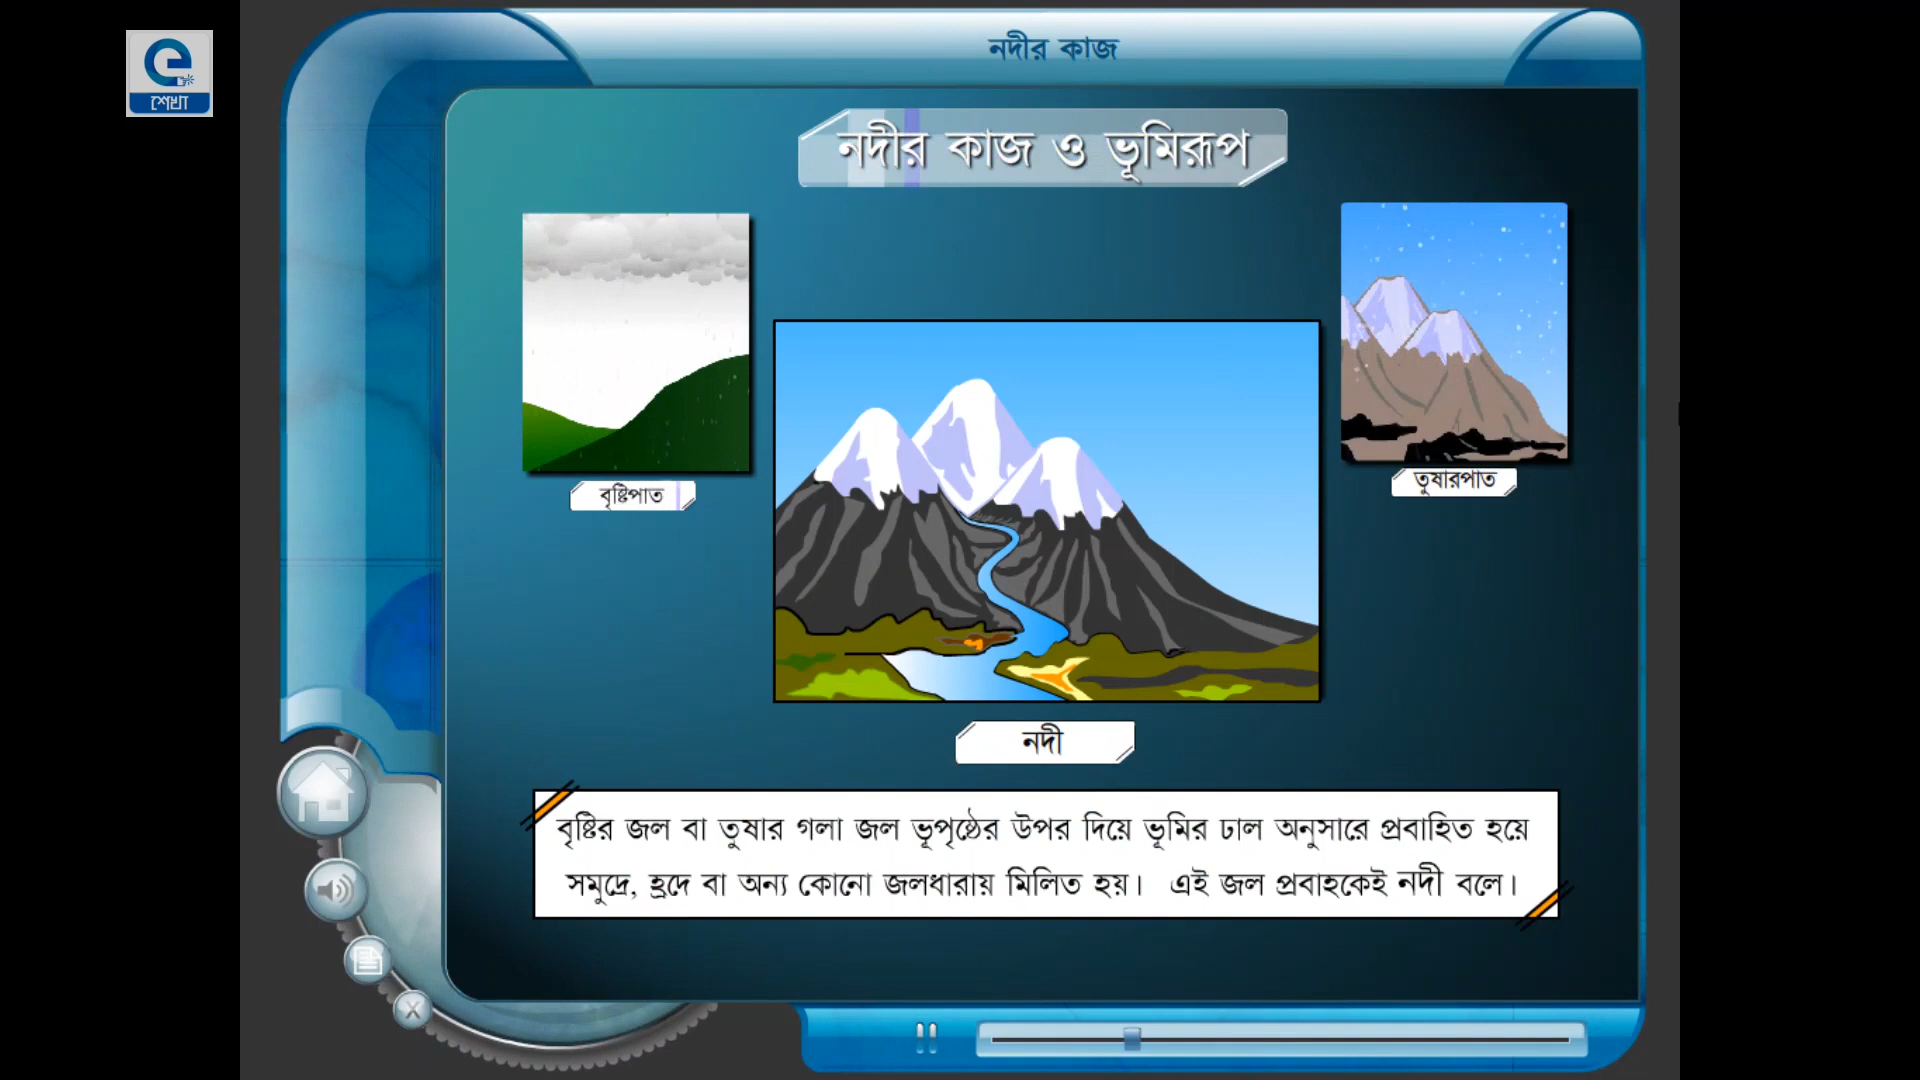 নদীর কাজ
e
শেখা
নদীর কাজ ও ভূমিরূপ
বৃষ্টিপাত
তুষারপাত
নদী
বৃষ্টির জল বা তুষার গলা জল ভূপৃষ্ঠের উপর দিয়ে ভূমির ঢাল অনুসারে প্রবাহিত হয়ে
সমুদ্রে, হ্রদে বা অন্য কোনো জলধারায় মিলিত হয়। এই জল প্রবাহকেই নদী বলে।